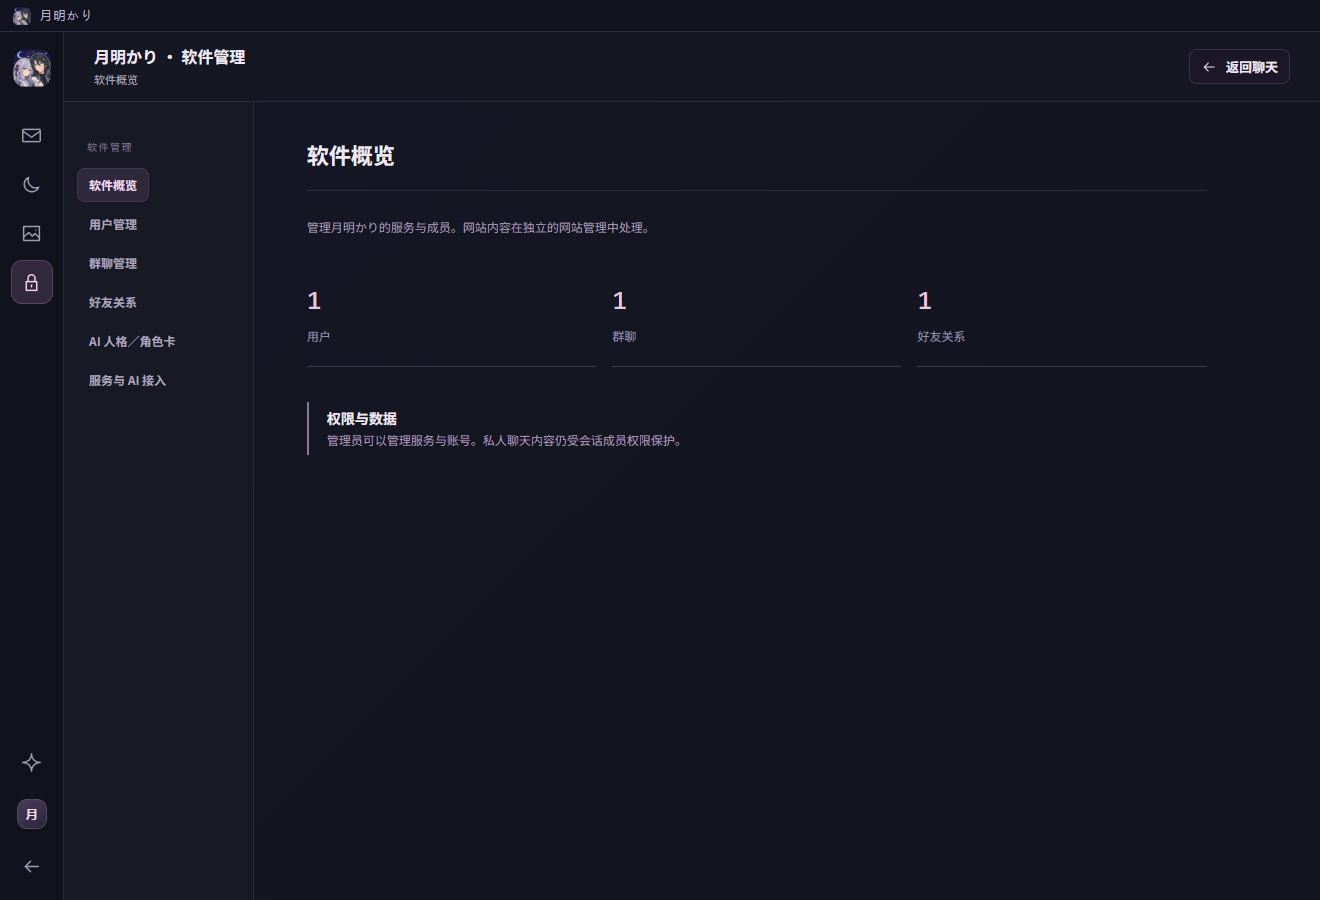 月明かり
月明かり · 软件管理
软件概览
← 返回聊天
软件管理
软件概览
用户管理
群聊管理
好友关系
AI 人格／角色卡
服务与 AI 接入
月
软件概览
管理月明かり的服务与成员。网站内容在独立的网站管理中处理。
1
用户
1
群聊
1
好友关系
权限与数据
管理员可以管理服务与账号。私人聊天内容仍受会话成员权限保护。